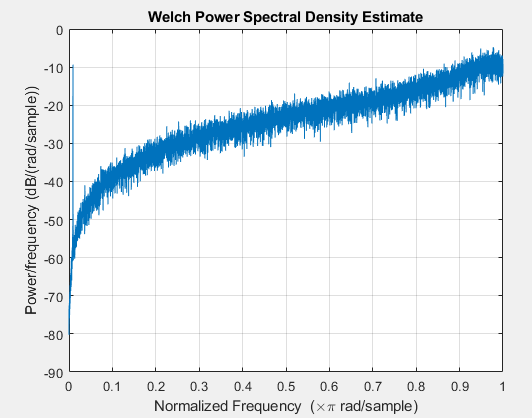 Welch Power Spectral Density Estimate
0
-10
-20
-30
-40
-50
-60
-70
-80
-90
Power/frequency (dB/(rad/sample))
0 0.1 0.2 0.3 0.4 0.5 0.6 0.7 0.8 0.9 1
Normalized Frequency (×π rad/sample)